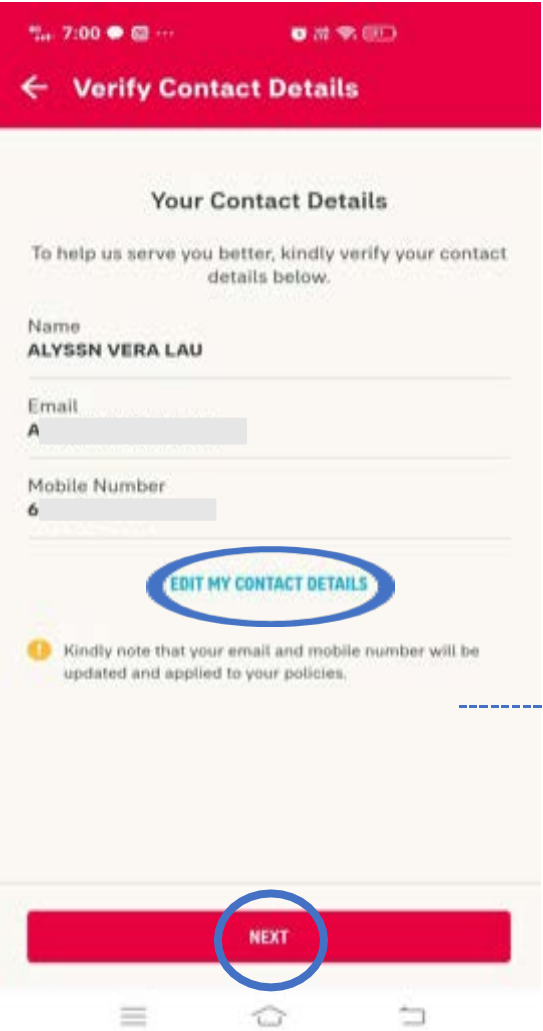 7:00
Verify Contact Details
Your Contact Details
To help us serve you better, kindly verify your contact
details below.
Name
ALYSSN VERA LAU
Email
A
Mobile Number
6
EDIT MY CONTACT DETAILS
Kindly note that your email and mobile number will be
updated and applied to your policies.
NEXT